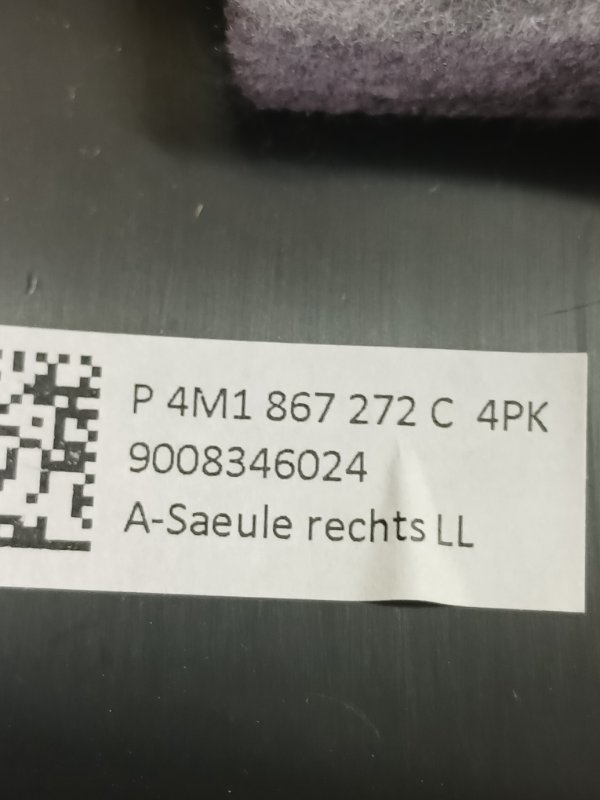 P 4M1 867 272 C 4PK
9008346024
A-Saeule rechts LL